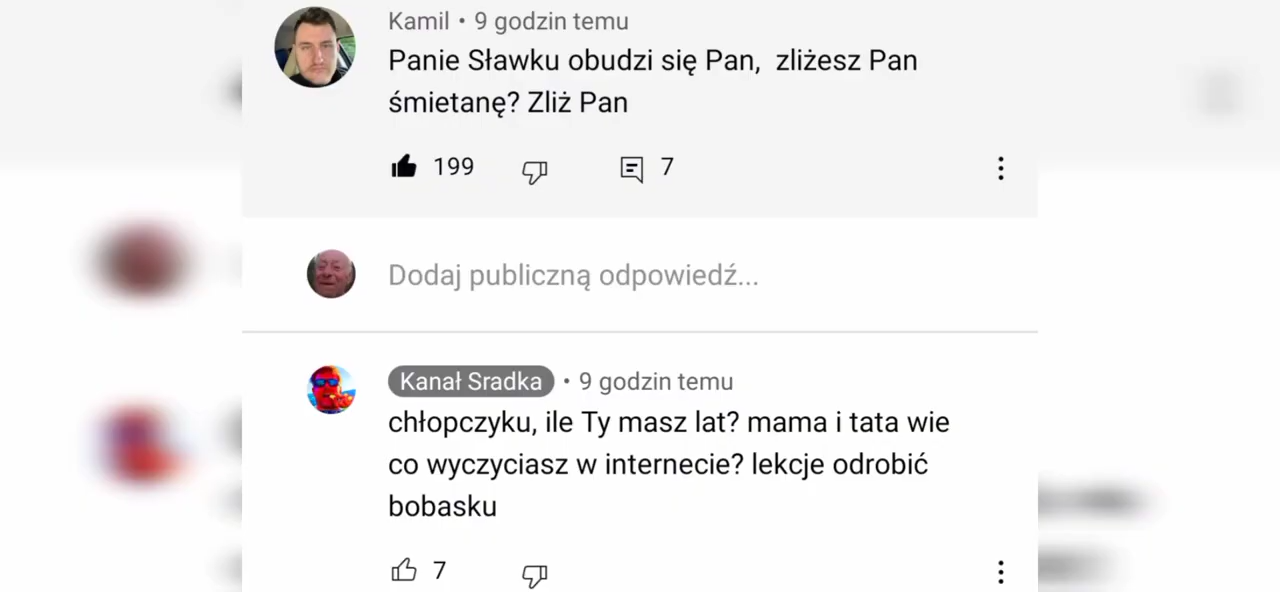 Kamil • 9 godzin temu
Panie Sławku obudzi się Pan, zliżesz Pan
śmietanę? Zliż Pan
199 7
Dodaj publiczną odpowiedź...
Kanał Sradka • 9 godzin temu
chłopczyku, ile Ty masz lat? mama i tata wie
co wyczyciasz w internecie? lekcje odrobić
bobasku
7